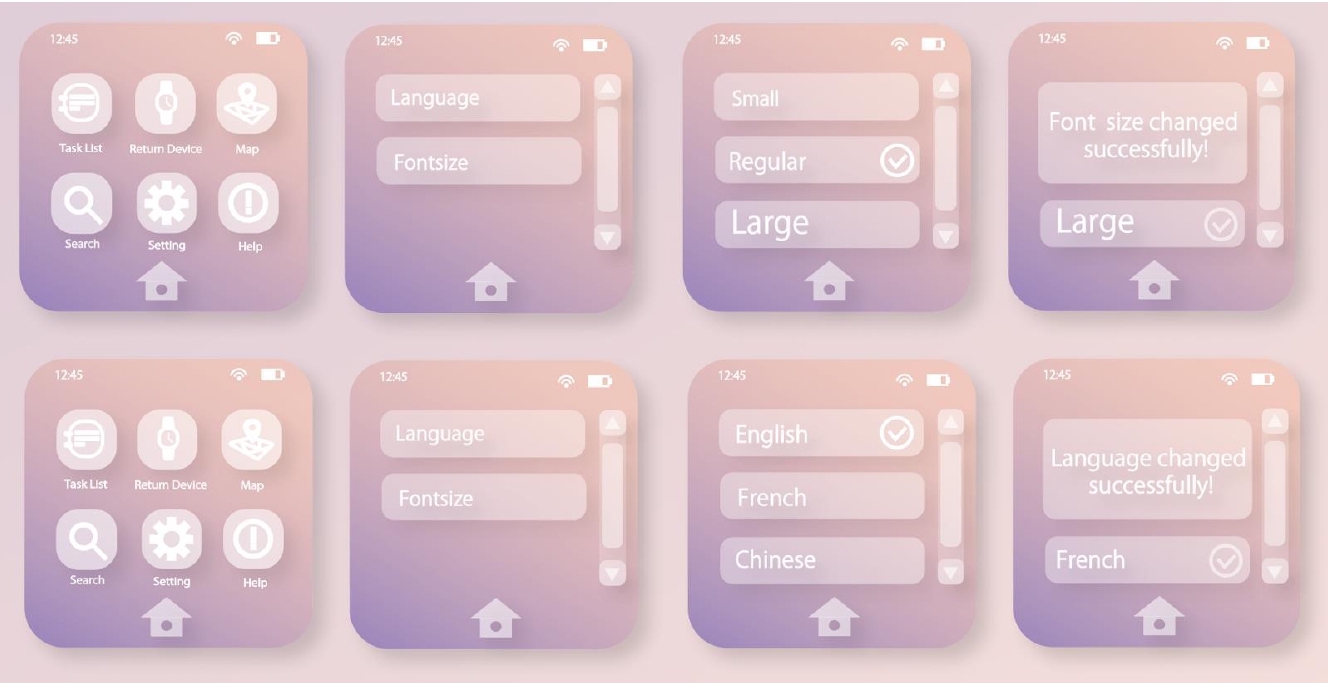 12:45
Task List
Return Device
Map
Search
Setting
Help
12:45
Language
Fontsize
12:45
Small
Regular
Large
12:45
Font size changed
successfully!
Large
12:45
Task List
Return Device
Map
Search
Setting
Help
12:45
Language
Fontsize
12:45
English
French
Chinese
12:45
Language changed
successfully!
French